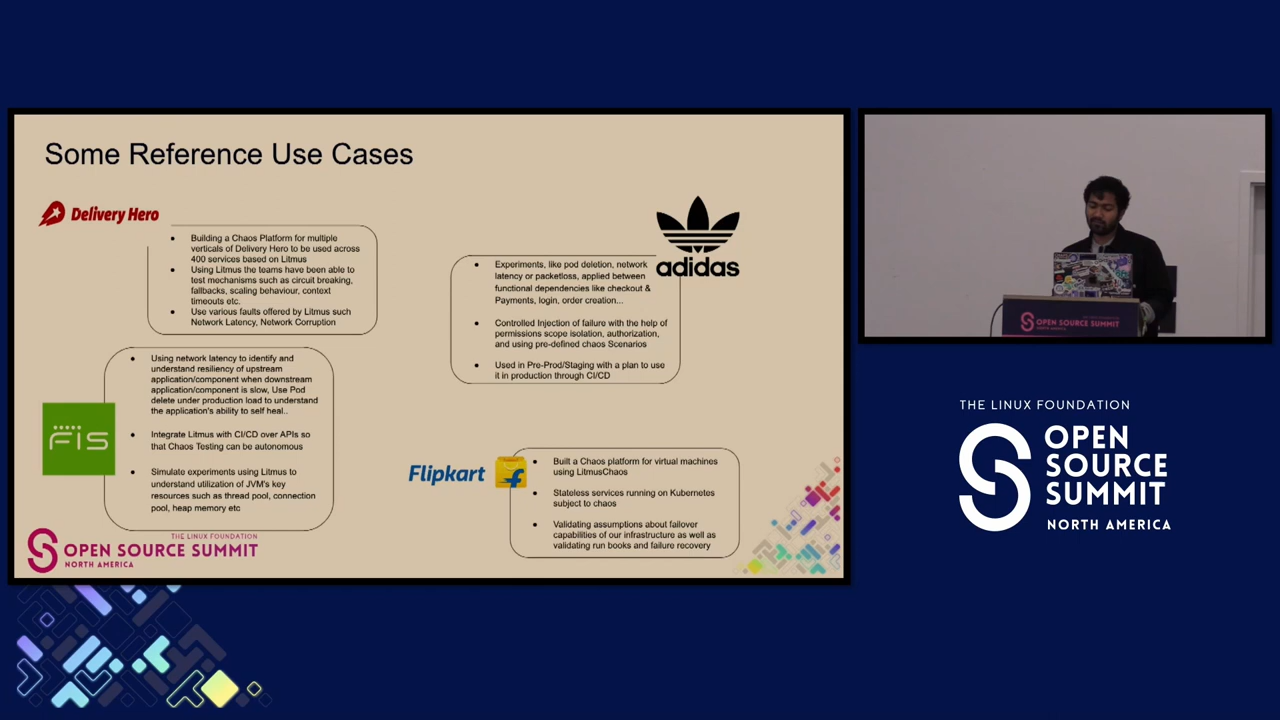 Some Reference Use Cases
Delivery Hero
● Building a Chaos Platform for multiple
verticals of Delivery Hero to be used across
400 services based on Litmus
● Using Litmus the teams have been able to
test mechanisms such as circuit breaking,
fallbacks, scaling behaviour, context
timeouts etc.
● Use various faults offered by Litmus such
Network Latency, Network Corruption
adidas
● Experiments, like pod deletion, network
latency or packetloss, applied between
functional dependencies like checkout &
Payments, login, order creation...
● Controlled Injection of failure with the help of
permissions scope isolation, authorization,
and using pre-defined chaos Scenarios
● Used in Pre-Prod/Staging with a plan to use
it in production through CI/CD
FIS
● Using network latency to identify and
understand resiliency of upstream
application/component when downstream
application/component is slow, Use Pod
delete under production load to understand
the application's ability to self heal..
● Integrate Litmus with CI/CD over APIs so
that Chaos Testing can be autonomous
● Simulate experiments using Litmus to
understand utilization of JVM's key
resources such as thread pool, connection
pool, heap memory etc
Flipkart
● Built a Chaos platform for virtual machines
using LitmusChaos
● Stateless services running on Kubernetes
subject to chaos
● Validating assumptions about failover
capabilities of our infrastructure as well as
validating run books and failure recovery
THE LINUX FOUNDATION
OPEN SOURCE SUMMIT
NORTH AMERICA
OPEN SOURCE SUMMIT
NORTH AMERICA
THE LINUX FOUNDATION
OPEN
SOURCE
SUMMIT
NORTH AMERICA